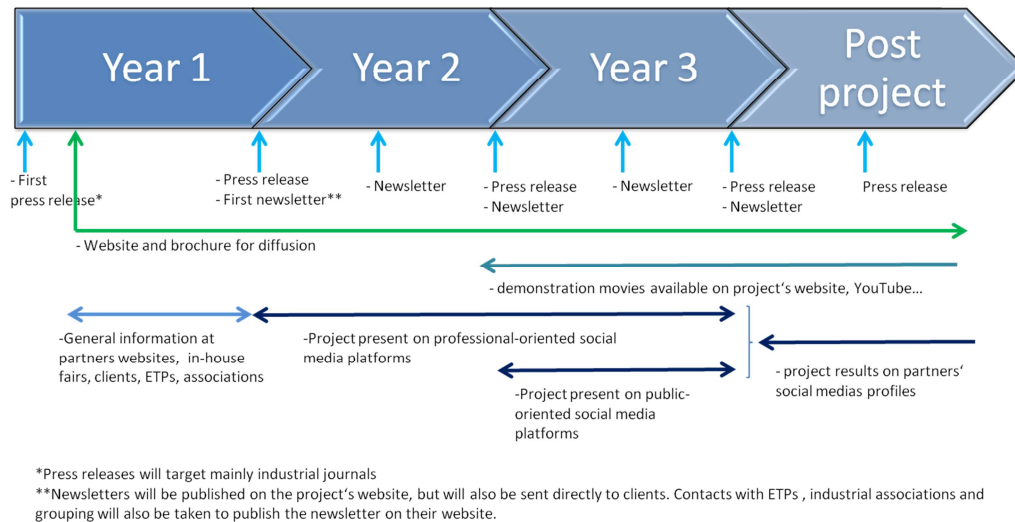 Year 1
Year 2
Year 3
Post
project
- First
press release*
- Press release
- First newsletter**
- Newsletter
- Press release
- Newsletter
- Newsletter
- Press release
- Newsletter
Press release
- Website and brochure for diffusion
- demonstration movies available on project's website, YouTube...
-General information at
partners websites, in-house
fairs, clients, ETPs, associations
-Project present on professional-oriented social
media platforms
-Project present on public-
oriented social media
platforms
- project results on partners'
social medias profiles
*Press releases will target mainly industrial journals
**Newsletters will be published on the project's website, but will also be sent directly to clients. Contacts with ETPs , industrial associations and
grouping will also be taken to publish the newsletter on their website.